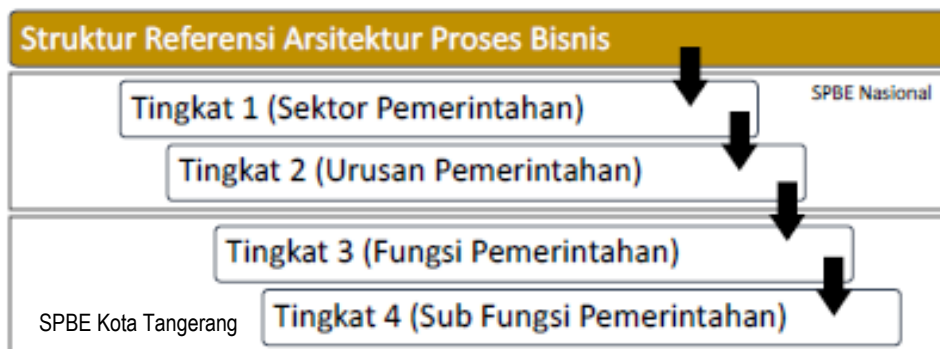 Struktur Referensi Arsitektur Proses Bisnis
SPBE Nasional
Tingkat 1 (Sektor Pemerintahan)
Tingkat 2 (Urusan Pemerintahan)
Tingkat 3 (Fungsi Pemerintahan)
SPBE Kota Tangerang
Tingkat 4 (Sub Fungsi Pemerintahan)